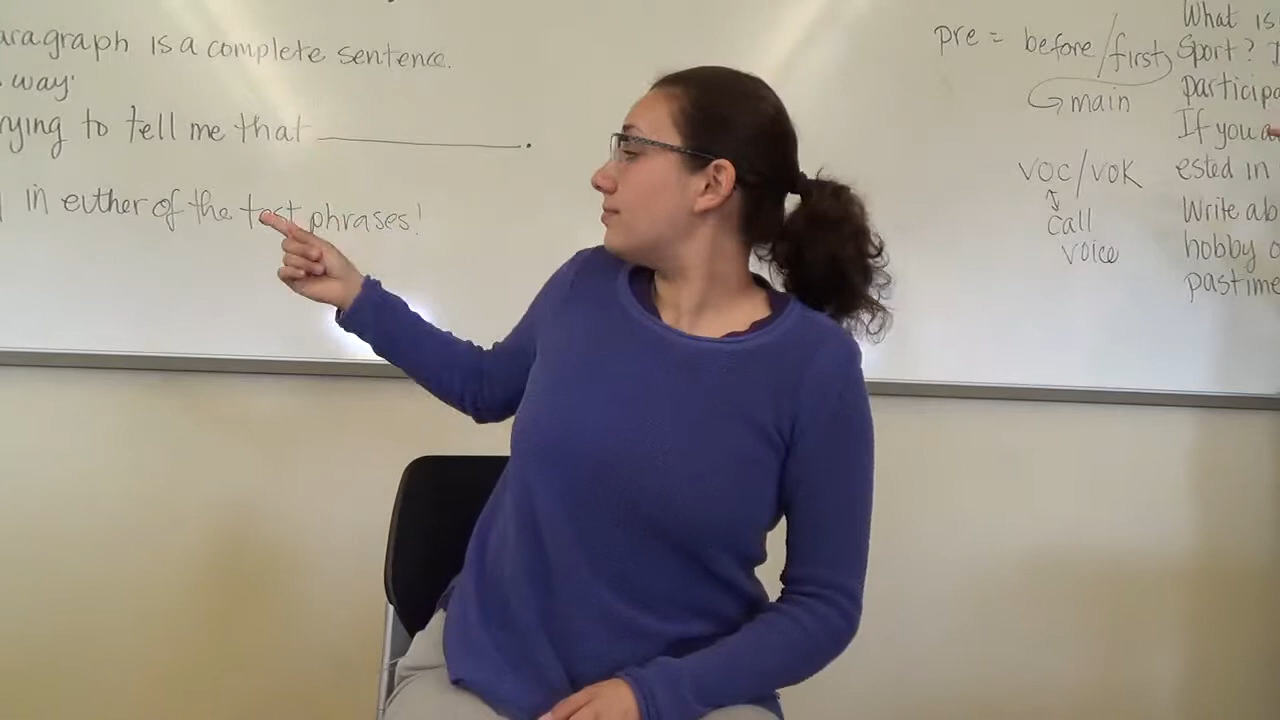 aragraph is a complete sentence.
way:
rying to tell me that ________.
in either of the test phrases!
pre = before/first
main
voc/vok
call
voice
What is
Sport? I
participa
If you a
ested in
Write ab
hobby o
pastime